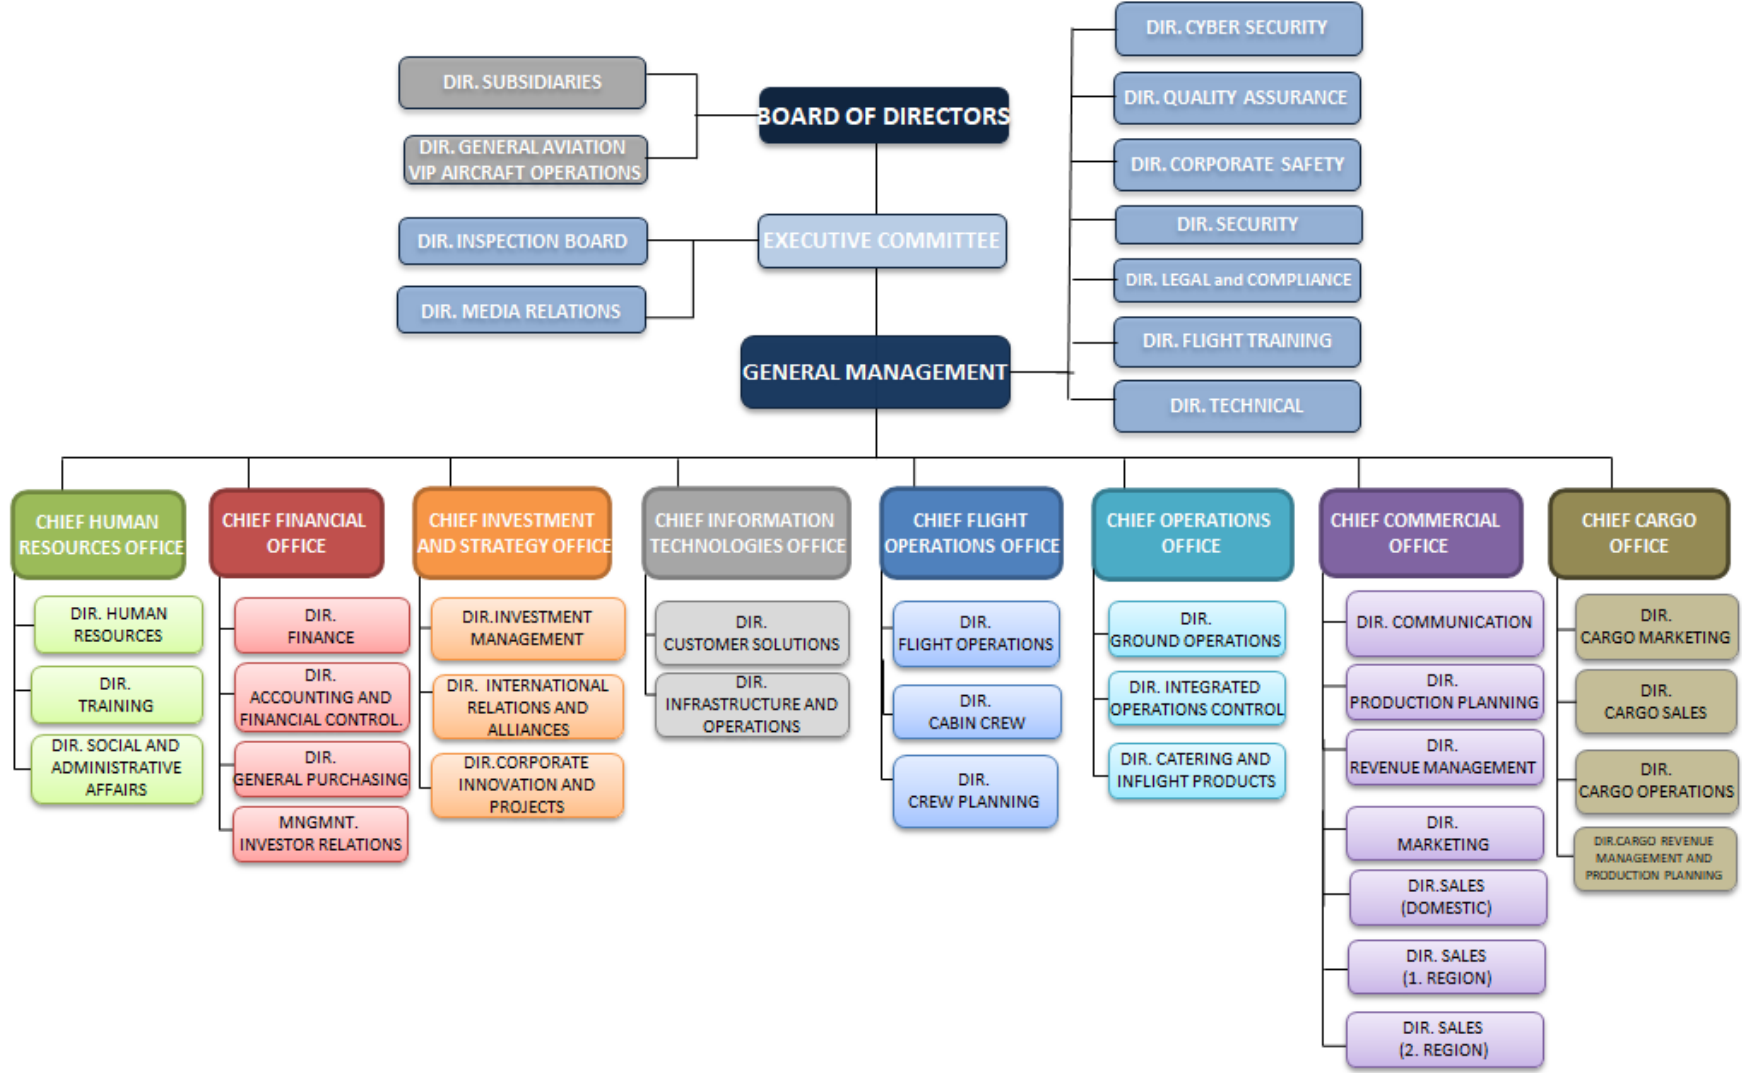 DIR. SUBSIDIARIES
DIR. GENERAL AVIATION
VIP AIRCRAFT OPERATIONS
BOARD OF DIRECTORS
DIR. INSPECTION BOARD
DIR. MEDIA RELATIONS
EXECUTIVE COMMITTEE
GENERAL MANAGEMENT
DIR. CYBER SECURITY
DIR. QUALITY ASSURANCE
DIR. CORPORATE SAFETY
DIR. SECURITY
DIR. LEGAL and COMPLIANCE
DIR. FLIGHT TRAINING
DIR. TECHNICAL
CHIEF HUMAN
RESOURCES OFFICE
DIR. HUMAN
RESOURCES
DIR.
TRAINING
DIR. SOCIAL AND
ADMINISTRATIVE
AFFAIRS
CHIEF FINANCIAL
OFFICE
DIR.
FINANCE
DIR.
ACCOUNTING AND
FINANCIAL CONTROL.
DIR.
GENERAL PURCHASING
MNGMNT.
INVESTOR RELATIONS
CHIEF INVESTMENT
AND STRATEGY OFFICE
DIR.INVESTMENT
MANAGEMENT
DIR. INTERNATIONAL
RELATIONS AND
ALLIANCES
DIR.CORPORATE
INNOVATION AND
PROJECTS
CHIEF INFORMATION
TECHNOLOGIES OFFICE
DIR.
CUSTOMER SOLUTIONS
DIR.
INFRASTRUCTURE AND
OPERATIONS
CHIEF FLIGHT
OPERATIONS OFFICE
DIR.
FLIGHT OPERATIONS
DIR.
CABIN CREW
DIR.
CREW PLANNING
CHIEF OPERATIONS
OFFICE
DIR.
GROUND OPERATIONS
DIR. INTEGRATED
OPERATIONS CONTROL
DIR. CATERING AND
INFLIGHT PRODUCTS
CHIEF COMMERCIAL
OFFICE
DIR. COMMUNICATION
DIR.
PRODUCTION PLANNING
DIR.
REVENUE MANAGEMENT
DIR.
MARKETING
DIR.SALES
(DOMESTIC)
DIR. SALES
(1. REGION)
DIR. SALES
(2. REGION)
CHIEF CARGO
OFFICE
DIR.
CARGO MARKETING
DIR.
CARGO SALES
DIR.
CARGO OPERATIONS
DIR.CARGO REVENUE
MANAGEMENT AND
PRODUCTION PLANNING